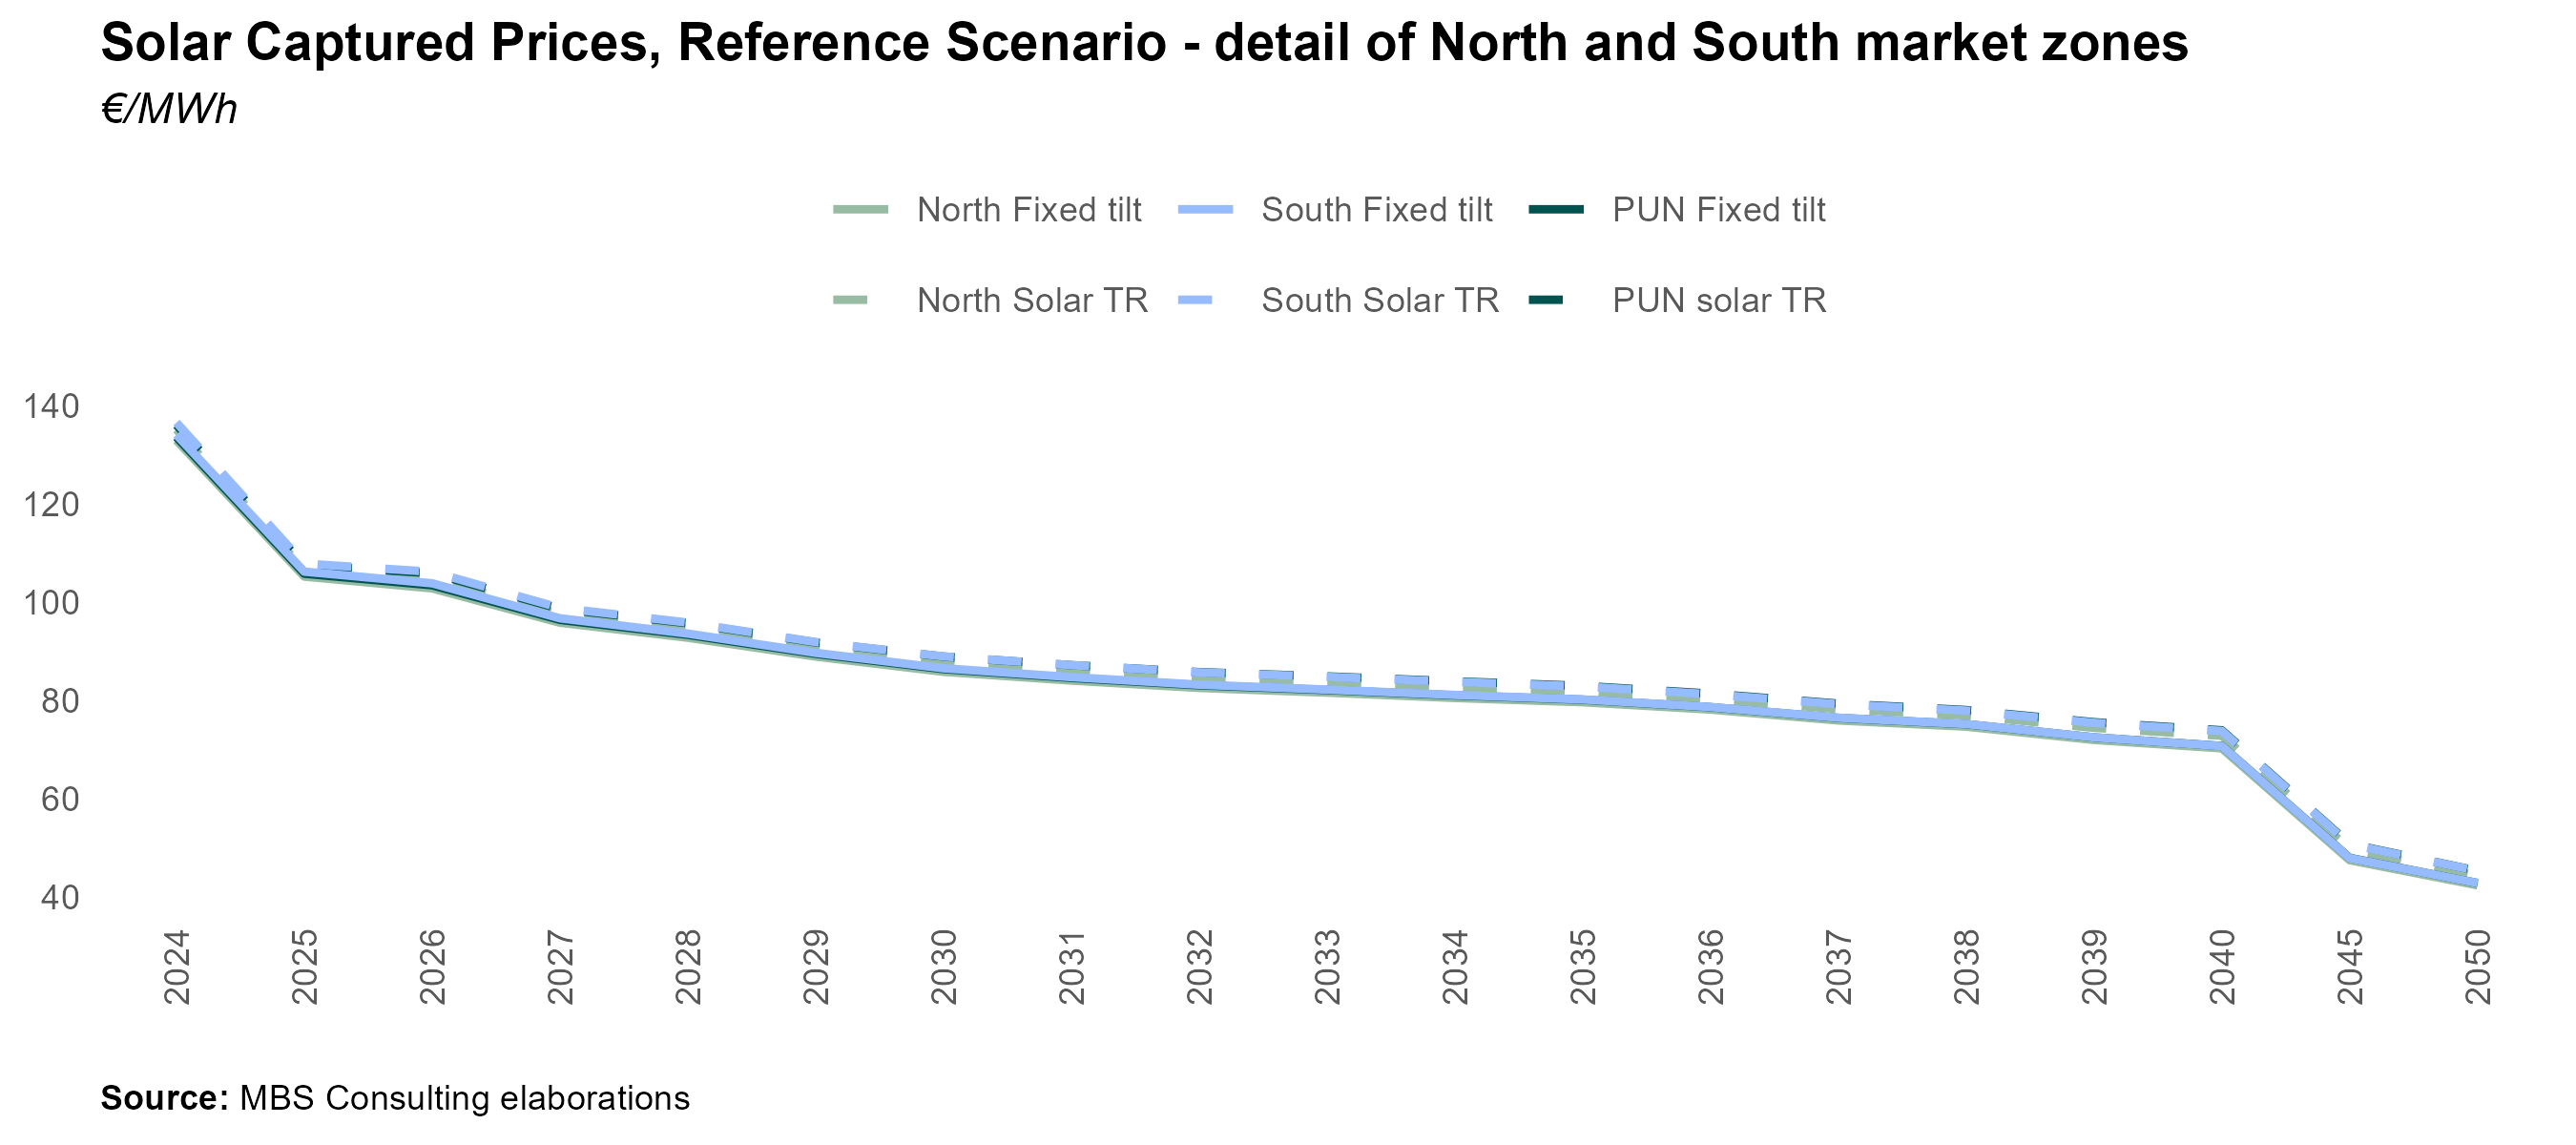 Solar Captured Prices, Reference Scenario - detail of North and South market zones
€/MWh
North Fixed tilt South Fixed tilt PUN Fixed tilt
North Solar TR South Solar TR PUN solar TR
140
120
100
80
60
40
2024 2025 2026 2027 2028 2029 2030 2031 2032 2033 2034 2035 2036 2037 2038 2039 2040 2045 2050
Source: MBS Consulting elaborations